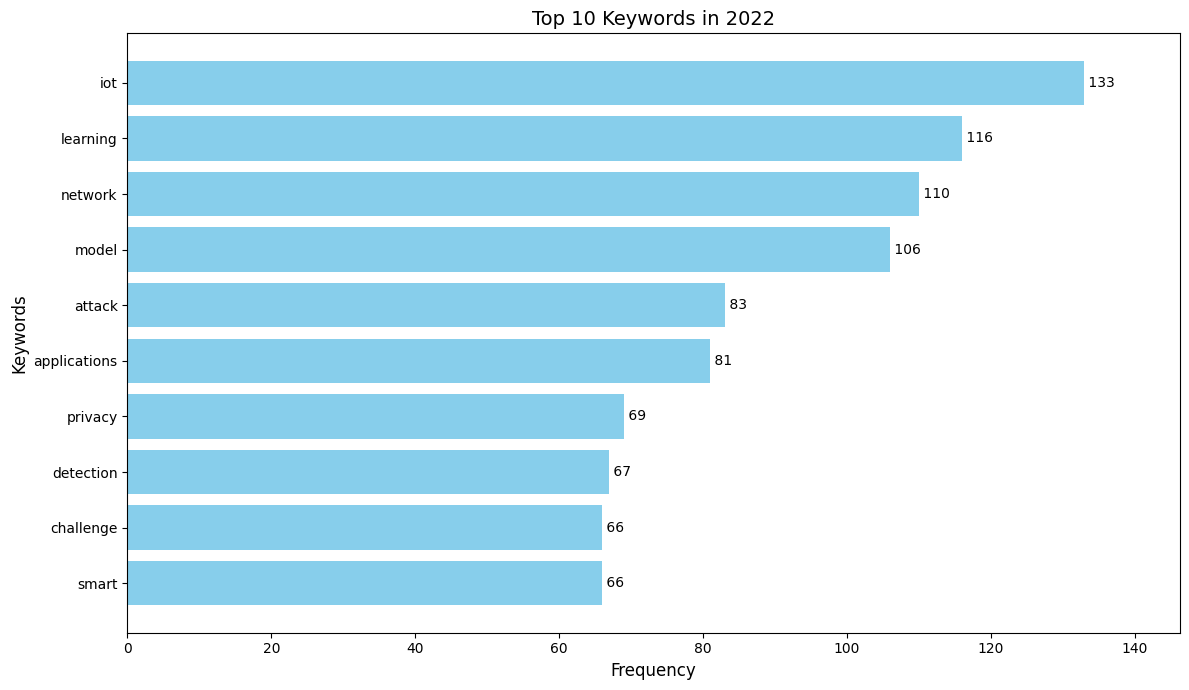 Top 10 Keywords in 2022
Keywords
iot 133
learning 116
network 110
model 106
attack 83
applications 81
privacy 69
detection 67
challenge 66
smart 66
0 20 40 60 80 100 120 140
Frequency